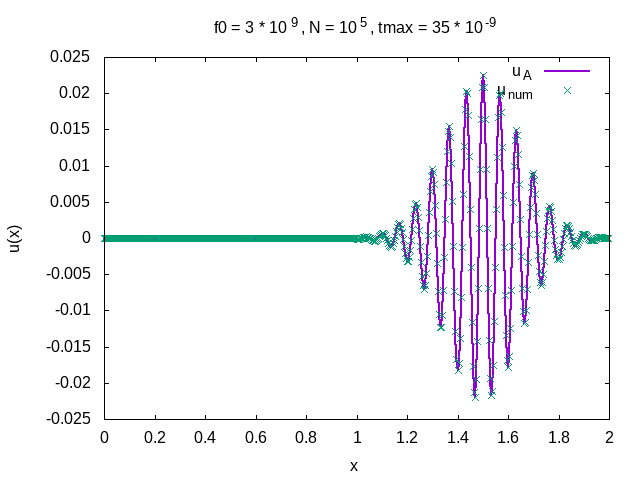 f0 = 3 * 10^9, N = 10^5, tmax = 35 * 10^-9
u_A
u_num
0.025
0.02
0.015
0.01
0.005
0
-0.005
-0.01
-0.015
-0.02
-0.025
u(x)
0 0.2 0.4 0.6 0.8 1 1.2 1.4 1.6 1.8 2
x